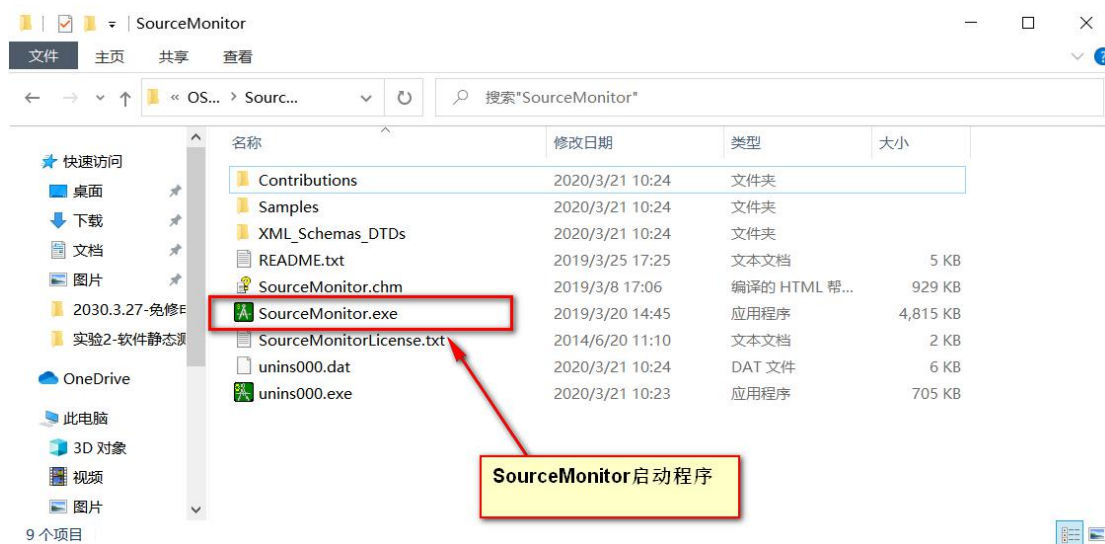 SourceMonitor
文件 主页 共享 查看
« OS... › Sourc... 搜索"SourceMonitor"
名称 修改日期 类型 大小
快速访问
桌面
下载
文档
图片
2030.3.27-免修
实验2-软件静态测
OneDrive
此电脑
3D 对象
视频
图片
Contributions 2020/3/21 10:24 文件夹
Samples 2020/3/21 10:24 文件夹
XML_Schemas_DTDs 2020/3/21 10:24 文件夹
README.txt 2019/3/25 17:25 文本文档 5 KB
SourceMonitor.chm 2019/3/8 17:06 编译的 HTML 帮... 929 KB
SourceMonitor.exe 2019/3/20 14:45 应用程序 4,815 KB
SourceMonitorLicense.txt 2014/6/20 11:10 文本文档 2 KB
unins000.dat 2020/3/21 10:24 DAT 文件 6 KB
unins000.exe 2020/3/21 10:23 应用程序 705 KB
SourceMonitor启动程序
9 个项目